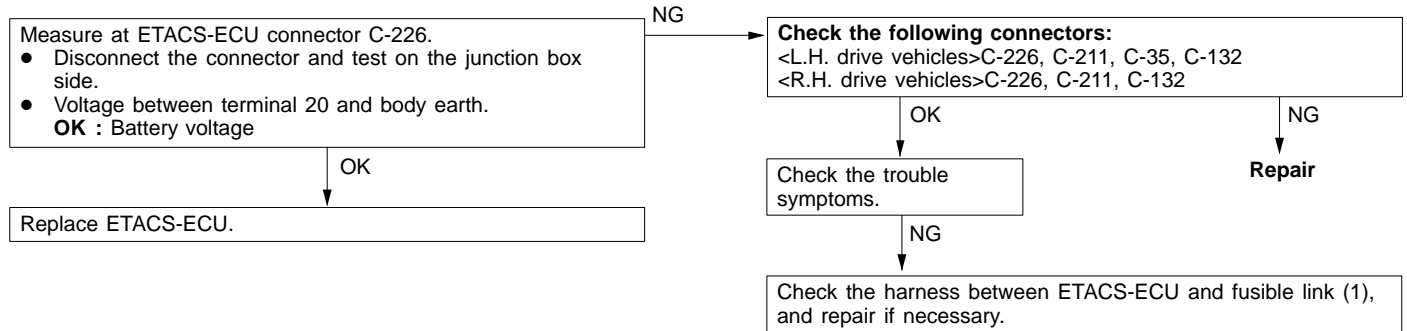 Measure at ETACS-ECU connector C-226.
● Disconnect the connector and test on the junction box
side.
● Voltage between terminal 20 and body earth.
OK : Battery voltage
NG
Check the following connectors:
<L.H. drive vehicles>C-226, C-211, C-35, C-132
<R.H. drive vehicles>C-226, C-211, C-132
OK
Replace ETACS-ECU.
OK
NG
Check the trouble
symptoms.
Repair
NG
Check the harness between ETACS-ECU and fusible link (1),
and repair if necessary.